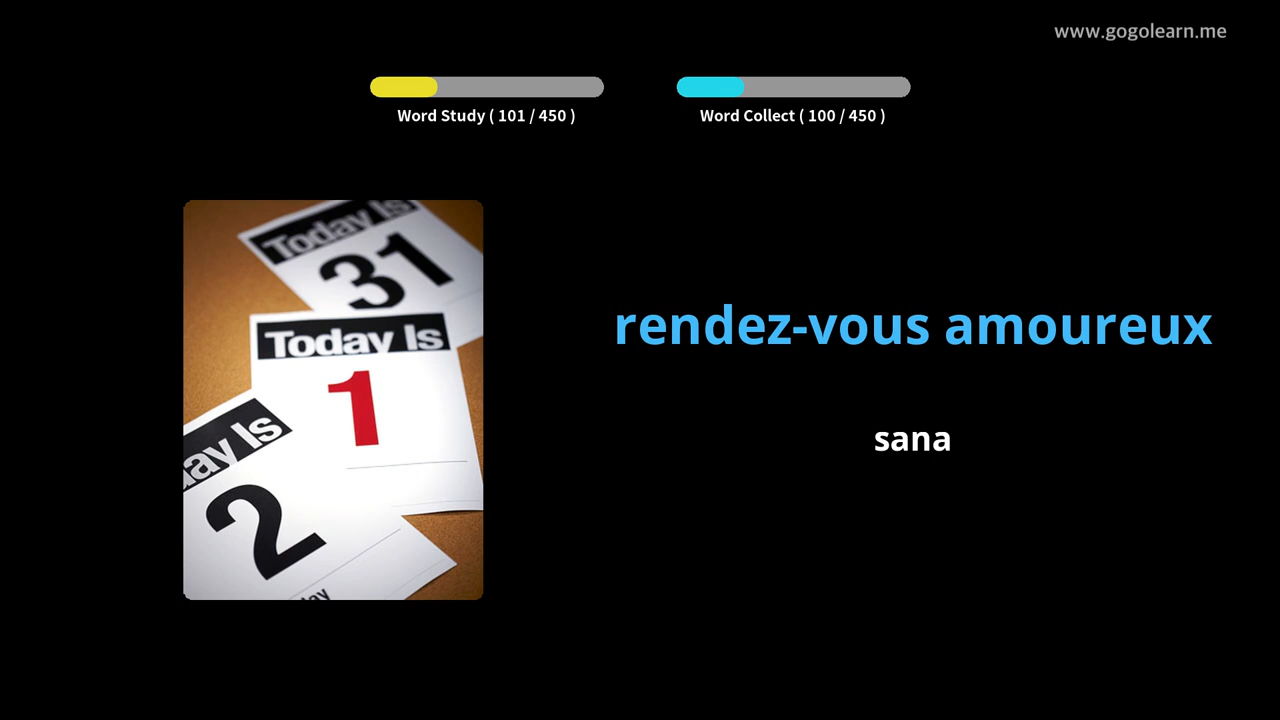 www.gogolearn.me
Word Study ( 101 / 450 )
Word Collect ( 100 / 450 )
Today Is
31
Today Is
1
ay Is
2
rendez-vous amoureux
sana